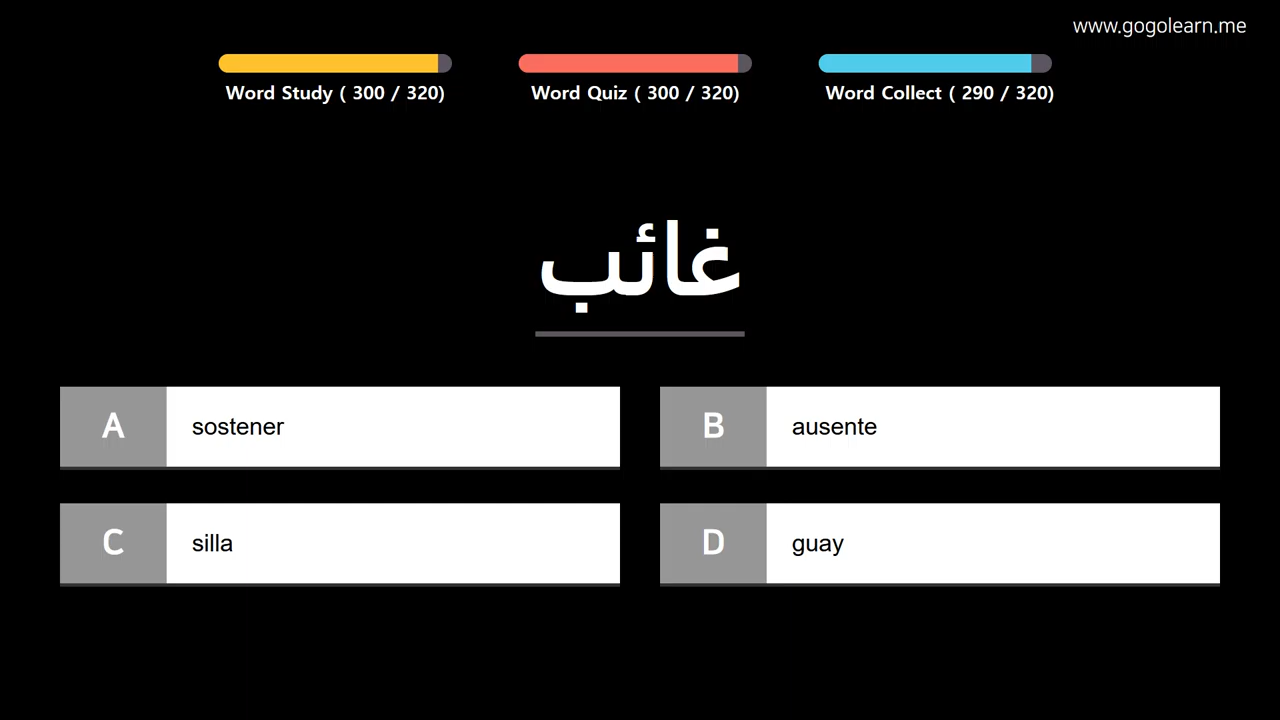 www.gogolearn.me
Word Study ( 300 / 320)
Word Quiz ( 300 / 320)
Word Collect ( 290 / 320)
غائب
A sostener
B ausente
C silla
D guay